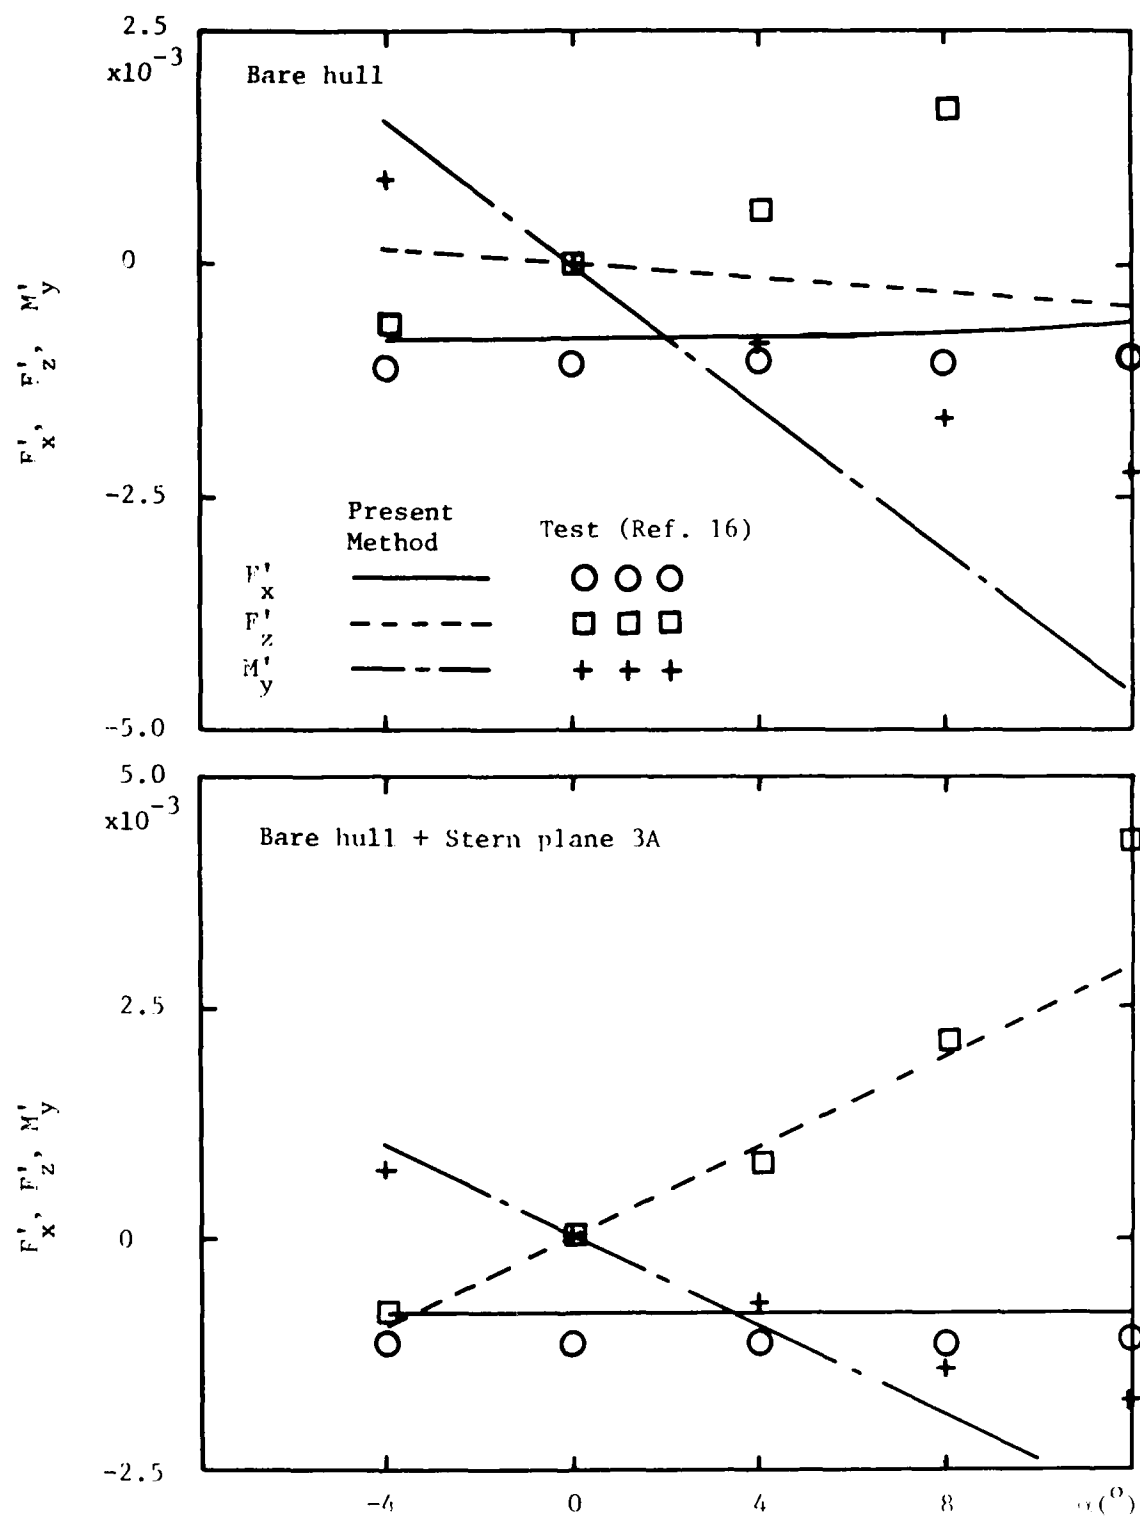 2.5
x10⁻³
Bare hull
0
F'x, F'z, M'y
-2.5
Present
Method
Test (Ref. 16)
F'x
F'z
M'y
-5.0
5.0
x10⁻³
Bare hull + Stern plane 3A
2.5
F'x, F'z, M'y
0
-2.5
-4 0 4 8 α(°)